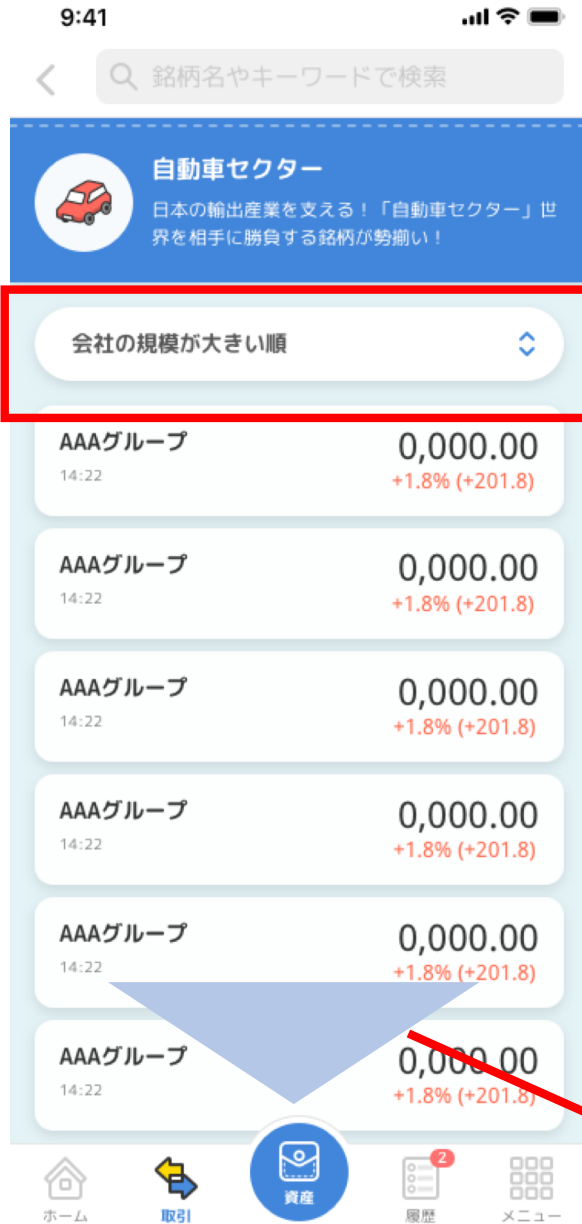 9:41
銘柄名やキーワードで検索
自動車セクター
日本の輸出産業を支える！「自動車セクター」世
界を相手に勝負する銘柄が勢揃い！
会社の規模が大きい順
AAAグループ
0,000.00
14:22
+1.8% (+201.8)
AAAグループ
0,000.00
14:22
+1.8% (+201.8)
AAAグループ
0,000.00
14:22
+1.8% (+201.8)
AAAグループ
0,000.00
14:22
+1.8% (+201.8)
AAAグループ
0,000.00
14:22
+1.8% (+201.8)
AAAグループ
0,000.00
14:22
+1.8% (+201.8)
2
ホーム
取引
資産
履歴
メニュー